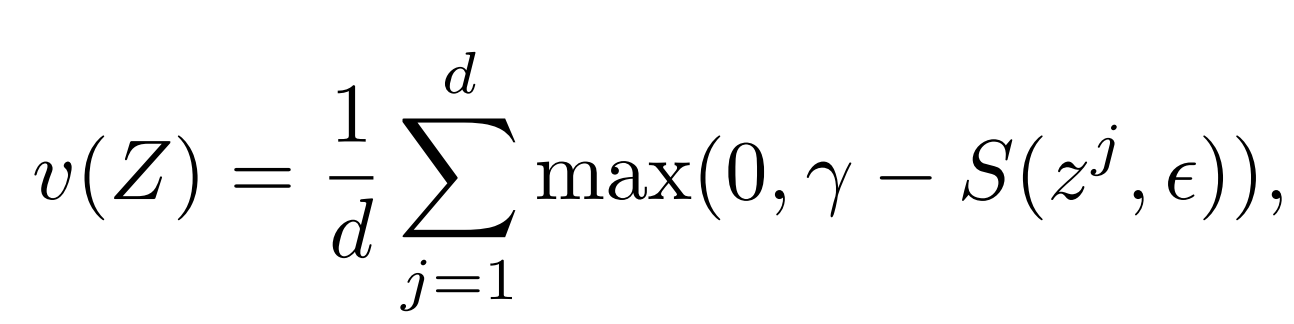 v(Z) = \frac{1}{d} \sum_{j=1}^{d} \max(0, \gamma - S(z^j, \epsilon)),